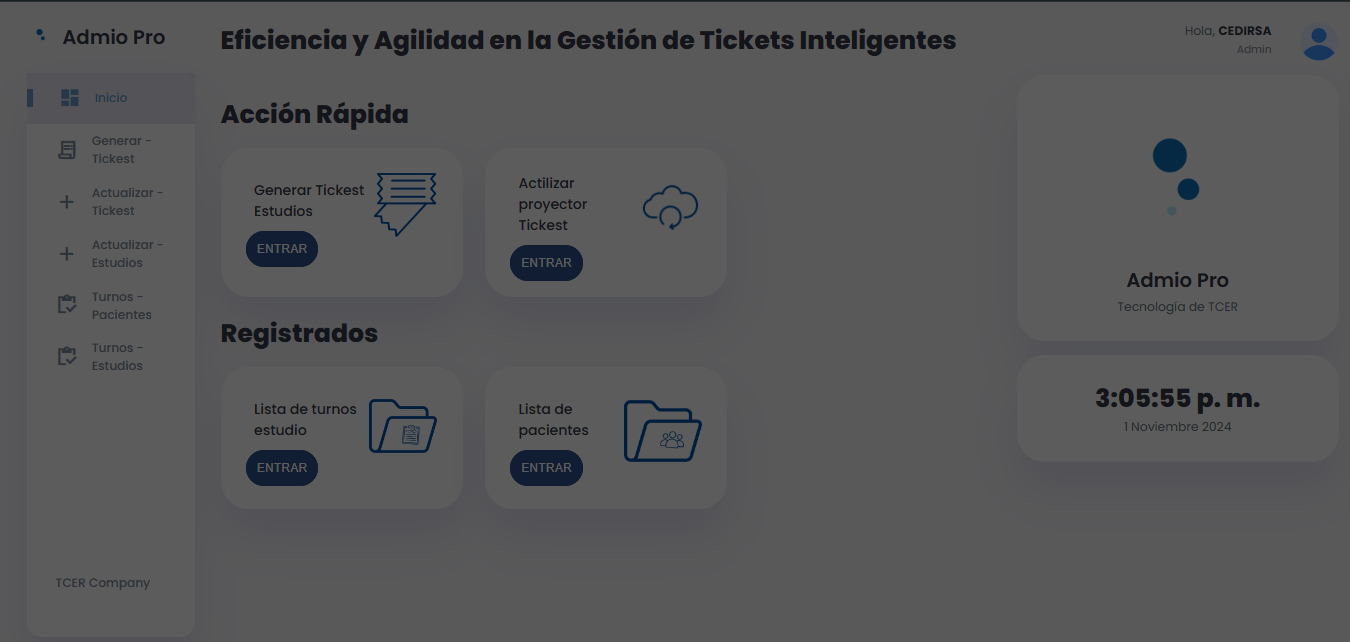 Admio Pro
Eficiencia y Agilidad en la Gestión de Tickets Inteligentes
Hola, CEDIRSA
Admin
Inicio
Generar -
Tickest
Actualizar -
Tickest
Actualizar -
Estudios
Turnos -
Pacientes
Turnos -
Estudios
TCER Company
Acción Rápida
Generar Tickest
Estudios
ENTRAR
Actilizar
proyector
Tickest
ENTRAR
Registrados
Lista de turnos
estudio
ENTRAR
Lista de
pacientes
ENTRAR
Admio Pro
Tecnología de TCER
3:05:55 p. m.
1 Noviembre 2024